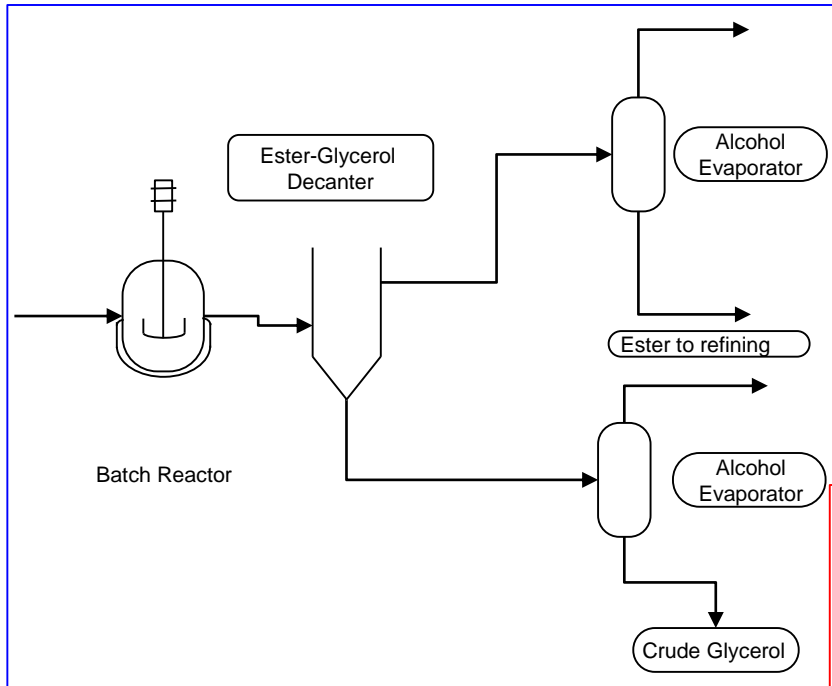 Ester-Glycerol
Decanter
Alcohol
Evaporator
Ester to refining
Batch Reactor
Alcohol
Evaporator
Crude Glycerol